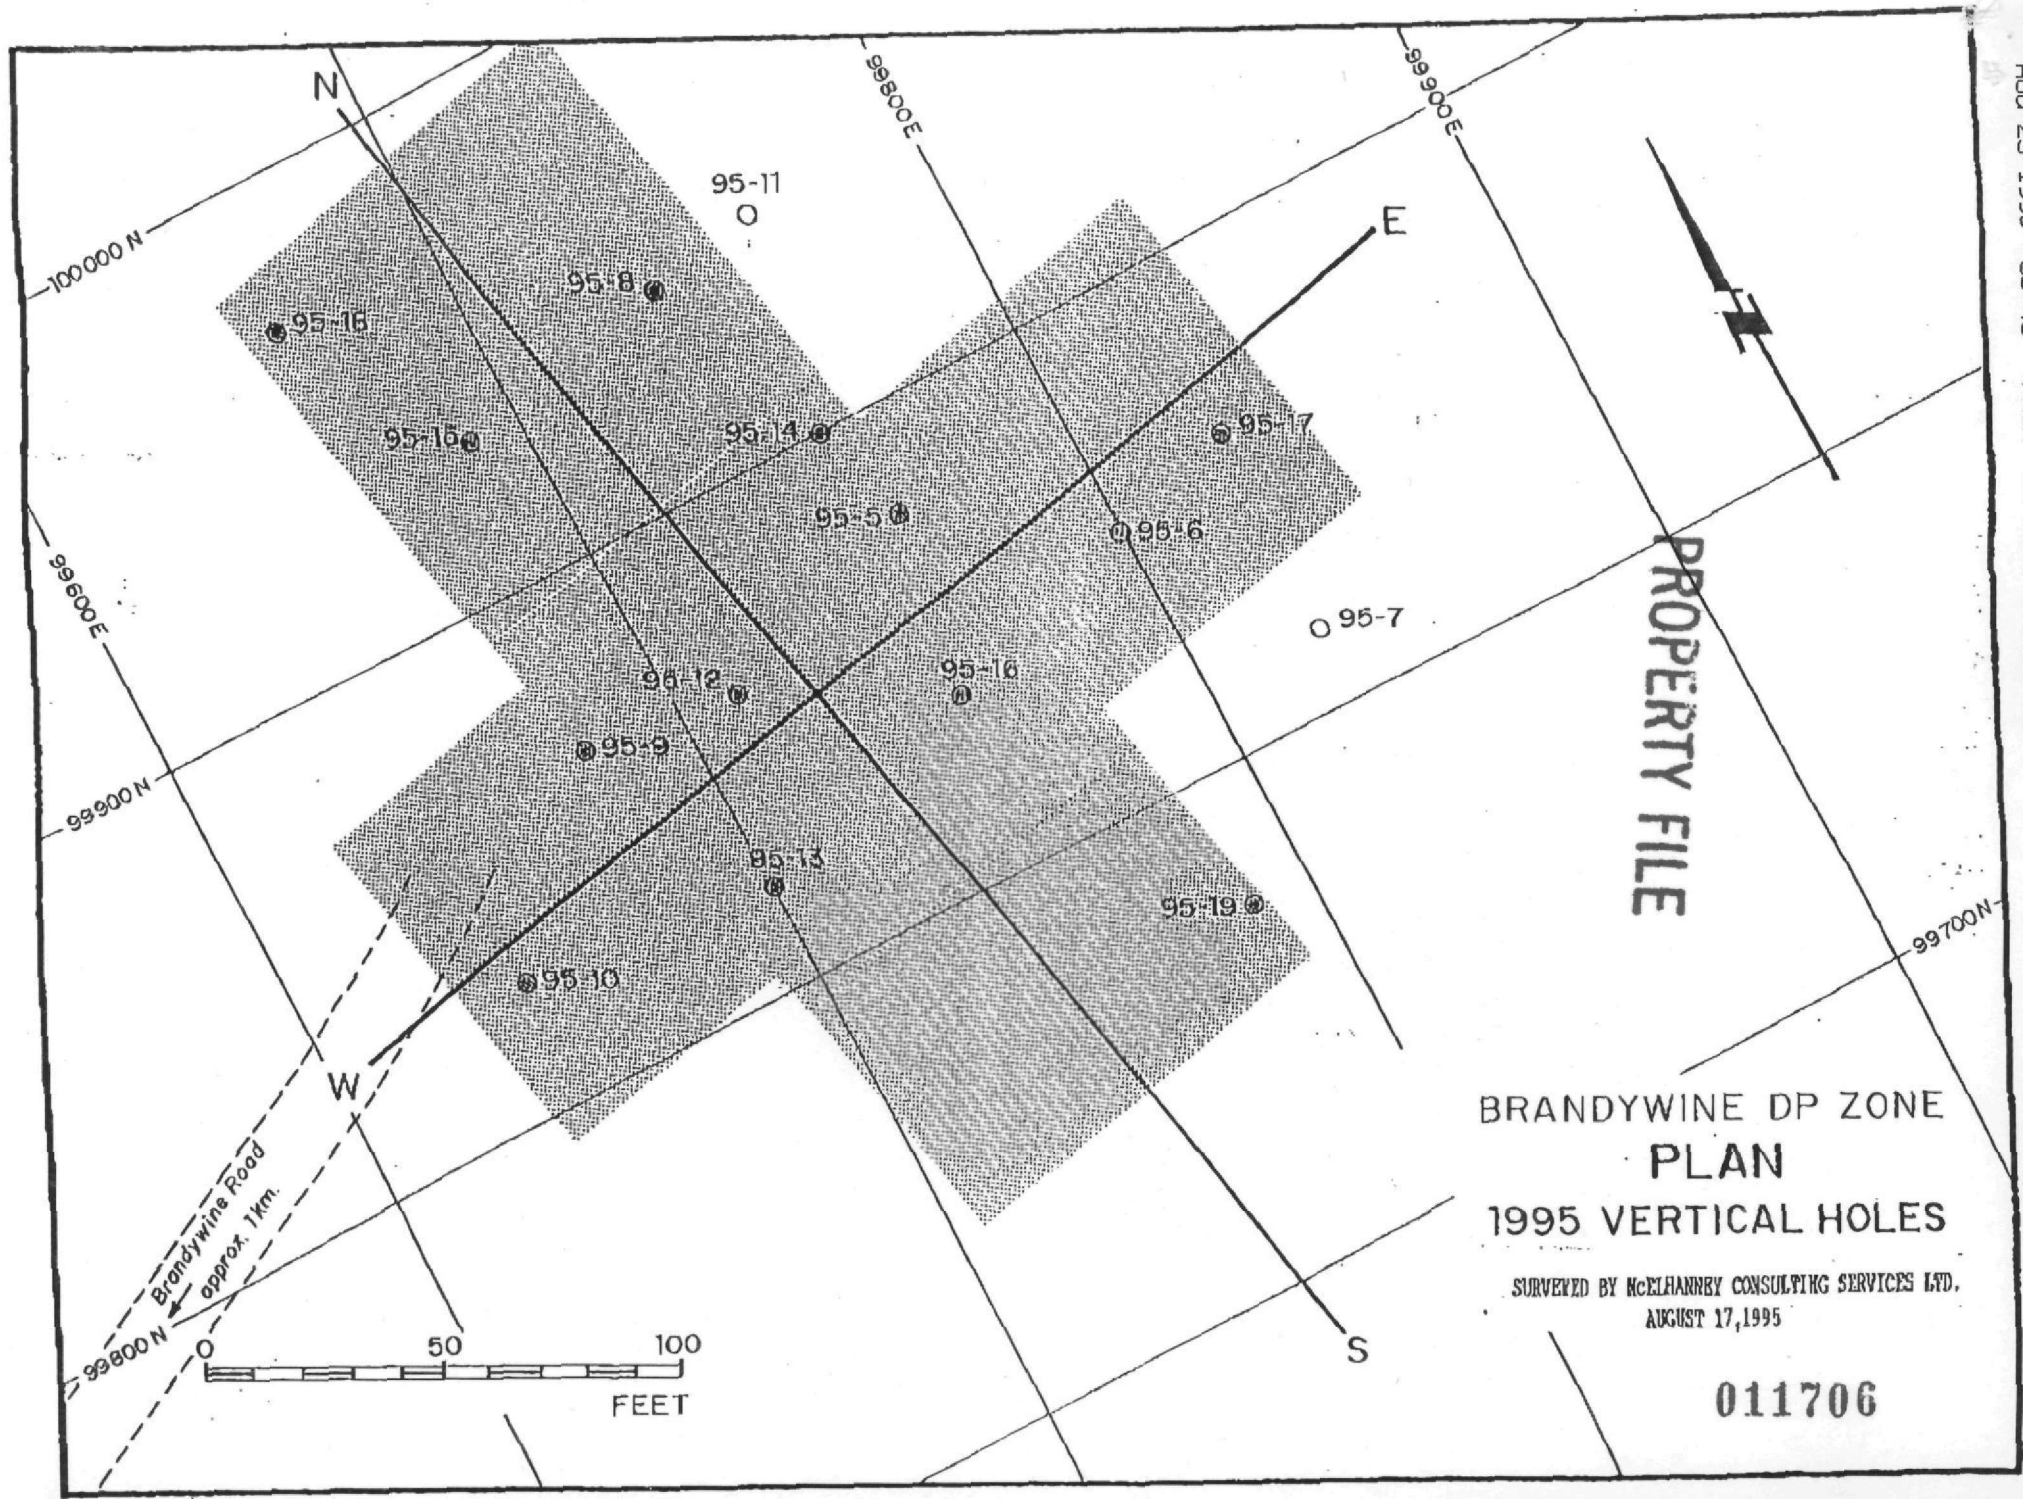 N
99800E
99900E
95-11
E
100000 N
95-8
95-18
95-14
95-17
95-15
95-5
95-6
99600E
95-7
PROPERTY FILE
95-12
95-16
95-9
99900 N
95-13
95-19
99700N
95-10
W
BRANDYWINE DP ZONE
PLAN
1995 VERTICAL HOLES
SURVEYED BY McELHANNEY CONSULTING SERVICES LTD.
AUGUST 17, 1995
Brandywine Road
approx. 1km.
99800 N
0 50 100
FEET
S
011706